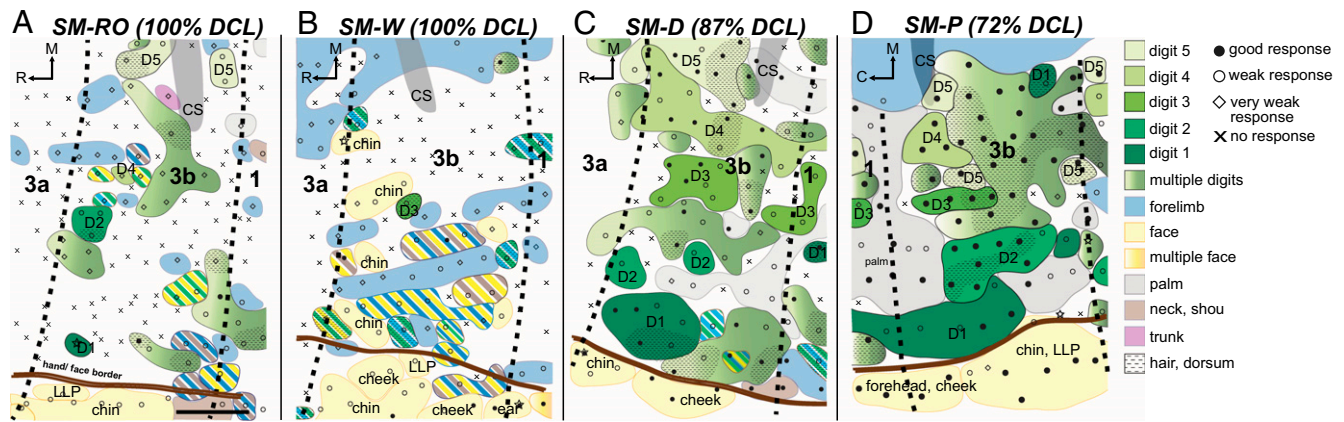 A SM-RO (100% DCL)
M
R
D5
D5
CS
3a
D4
3b
1
D2
D1
hand/ face border
LLP
chin
B SM-W (100% DCL)
M
R
CS
chin
3b
1
3a
chin
D3
chin
chin
LLP
cheek
chin
cheek
ear
C SM-D (87% DCL)
M
R
D5
CS
D4
3a
3b
D3
1
D3
D2
D2
D1
D1
chin
cheek
D SM-P (72% DCL)
M
C
CS
D1
D5
D5
D4
3b
1
D5
D5
D3
D3
D2
palm
D1
chin, LLP
forehead, cheek
digit 5
digit 4
digit 3
digit 2
digit 1
multiple digits
forelimb
face
multiple face
palm
neck, shou
trunk
hair, dorsum
good response
weak response
very weak
response
no response